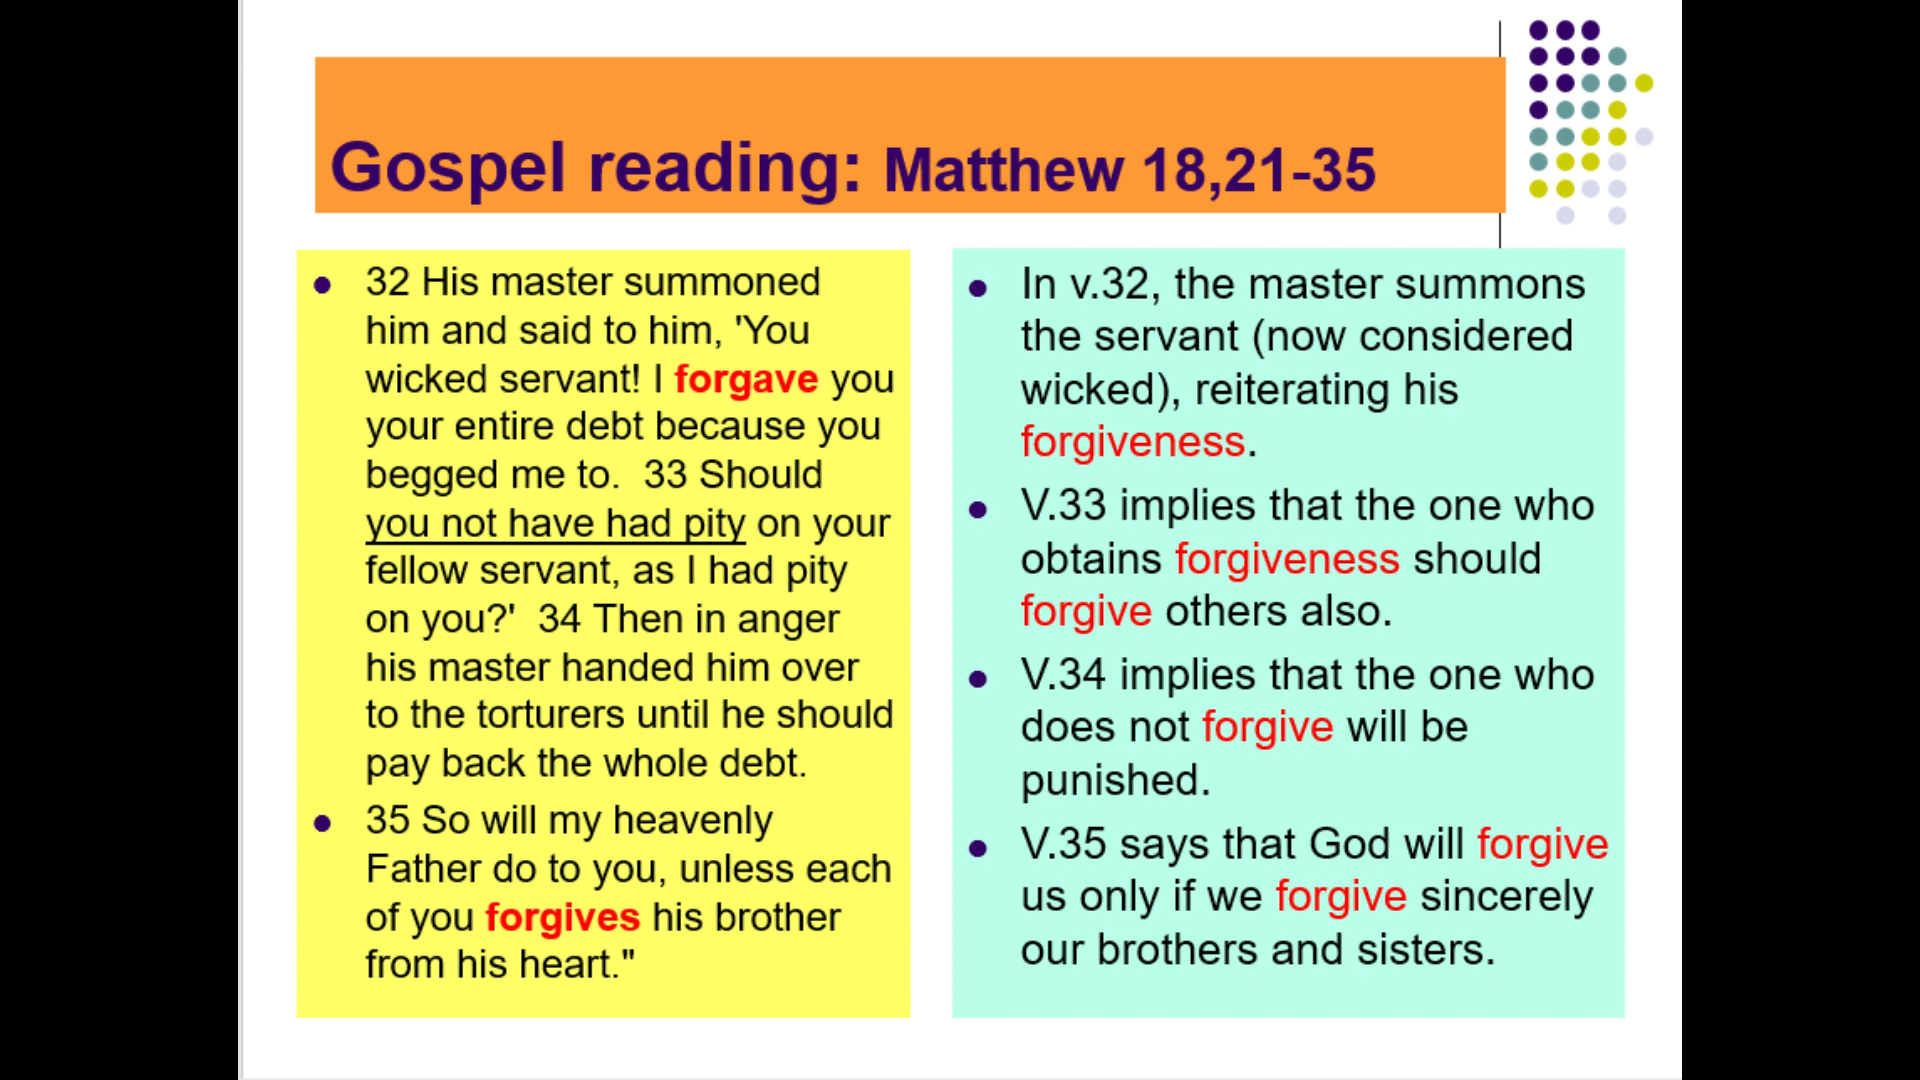 Gospel reading: Matthew 18,21-35
32 His master summoned
him and said to him, 'You
wicked servant! I forgave you
your entire debt because you
begged me to.  33 Should
you not have had pity on your
fellow servant, as I had pity
on you?'  34 Then in anger
his master handed him over
to the torturers until he should
pay back the whole debt.
35 So will my heavenly
Father do to you, unless each
of you forgives his brother
from his heart."
In v.32, the master summons
the servant (now considered
wicked), reiterating his
forgiveness.
V.33 implies that the one who
obtains forgiveness should
forgive others also.
V.34 implies that the one who
does not forgive will be
punished.
V.35 says that God will forgive
us only if we forgive sincerely
our brothers and sisters.